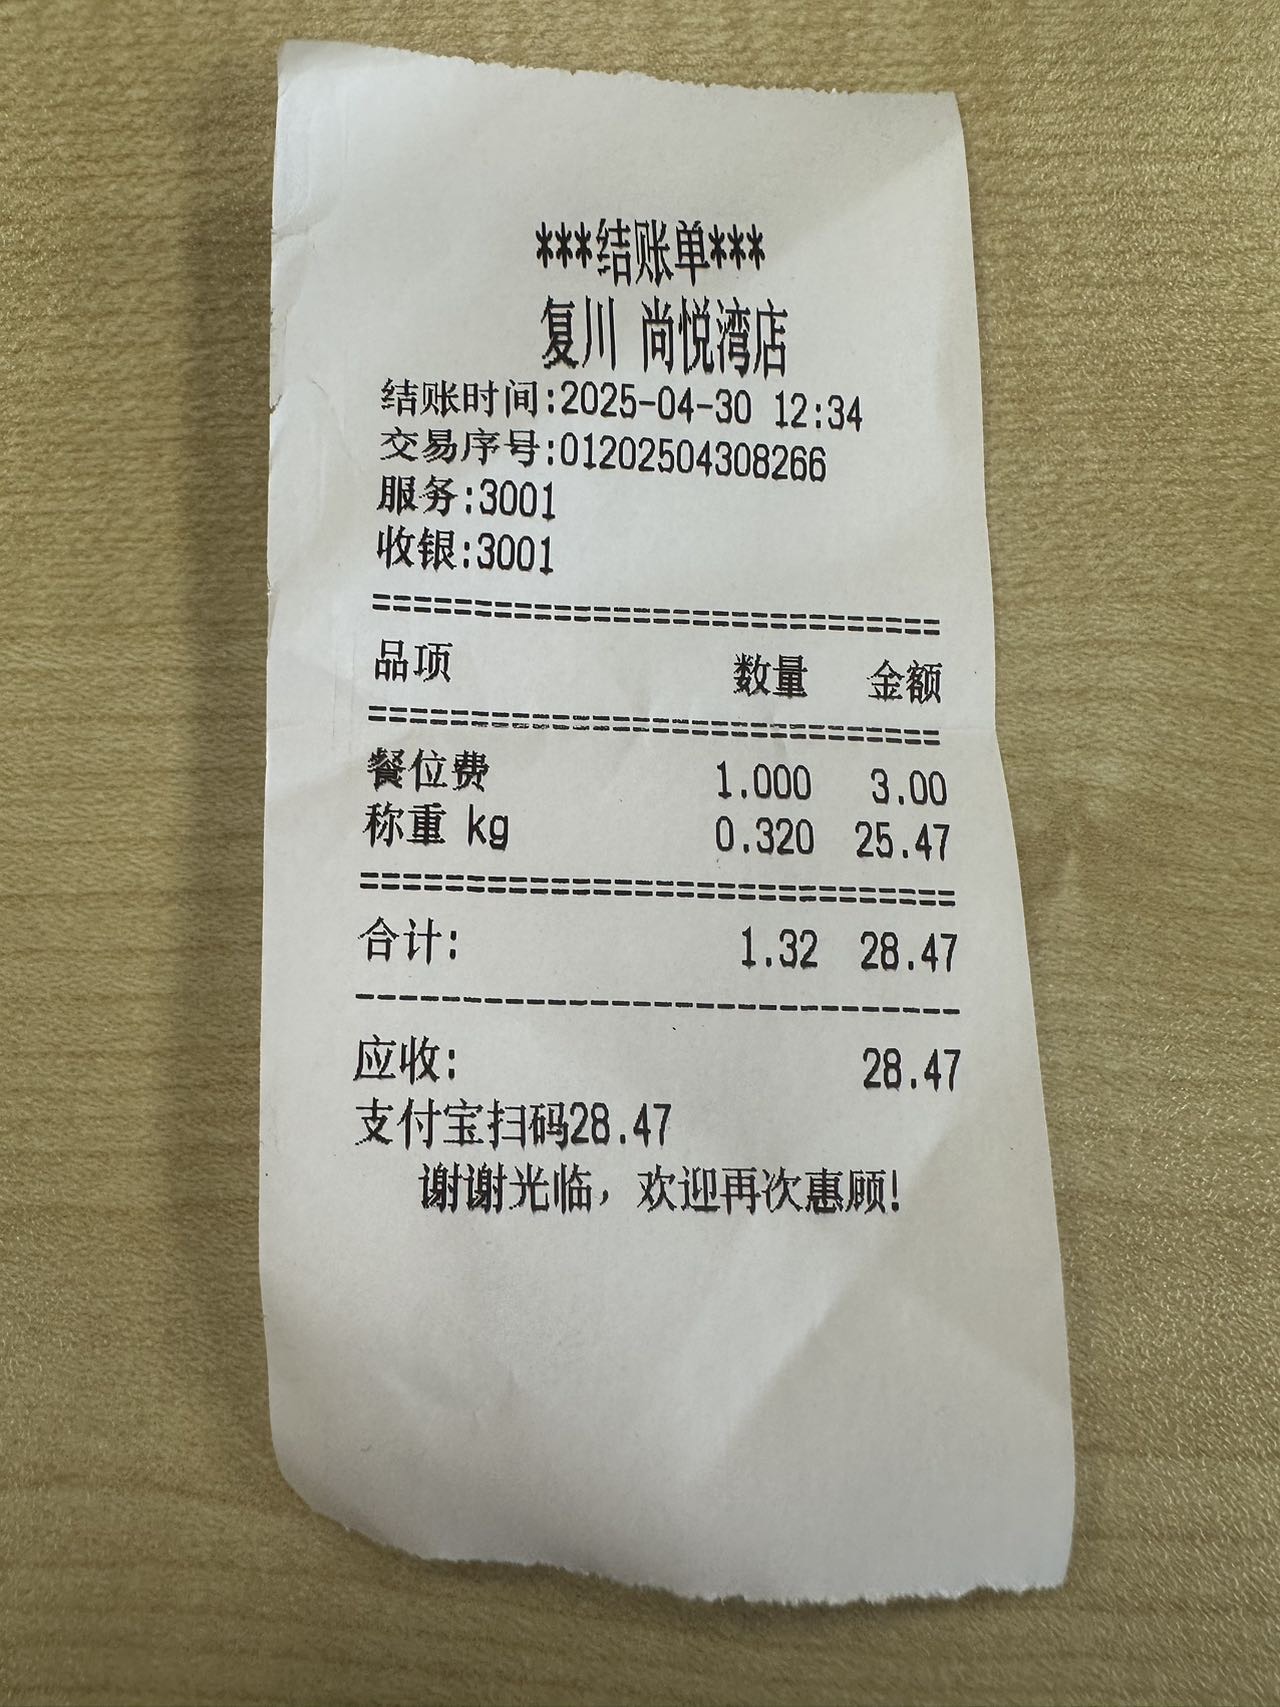 ***结账单***
复川 尚悦湾店
结账时间:2025-04-30 12:34
交易序号:01202504308266
服务:3001
收银:3001
============================
品项 数量 金额
============================
餐位费 1.000 3.00
称重 kg 0.320 25.47
============================
合计: 1.32 28.47
----------------------------
应收: 28.47
支付宝扫码28.47
谢谢光临，欢迎再次惠顾!